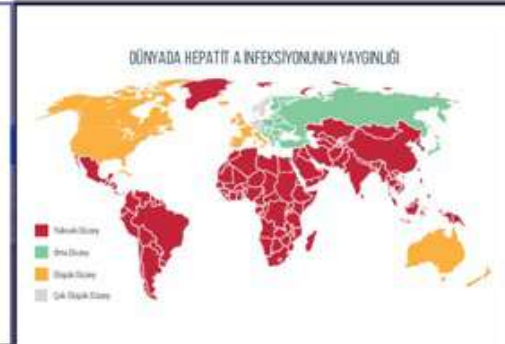 DÜNYADA HEPATİT A İNFEKSİYONUNUN YAYGINLIĞI
Yüksek Düzey
Orta Düzey
Düşük Düzey
Çok Düşük Düzey